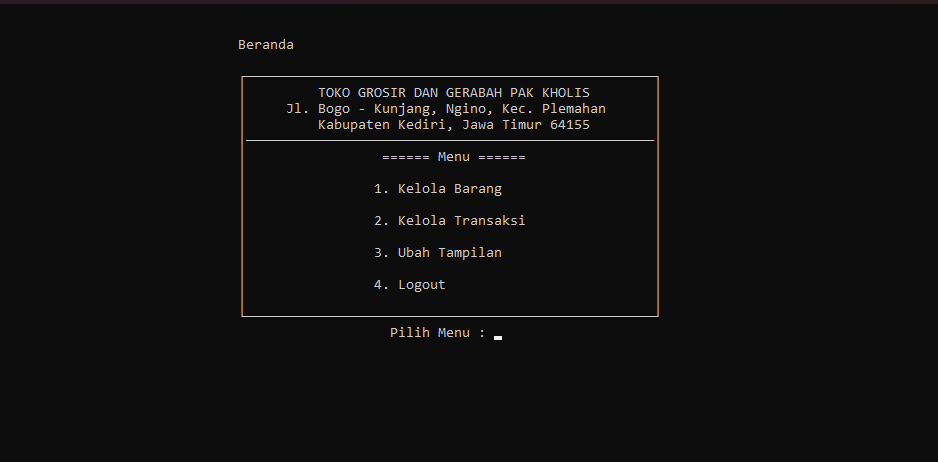 Beranda
TOKO GROSIR DAN GERABAH PAK KHOLIS
Jl. Bogo - Kunjang, Ngino, Kec. Plemahan
Kabupaten Kediri, Jawa Timur 64155
====== Menu ======
1. Kelola Barang
2. Kelola Transaksi
3. Ubah Tampilan
4. Logout
Pilih Menu :